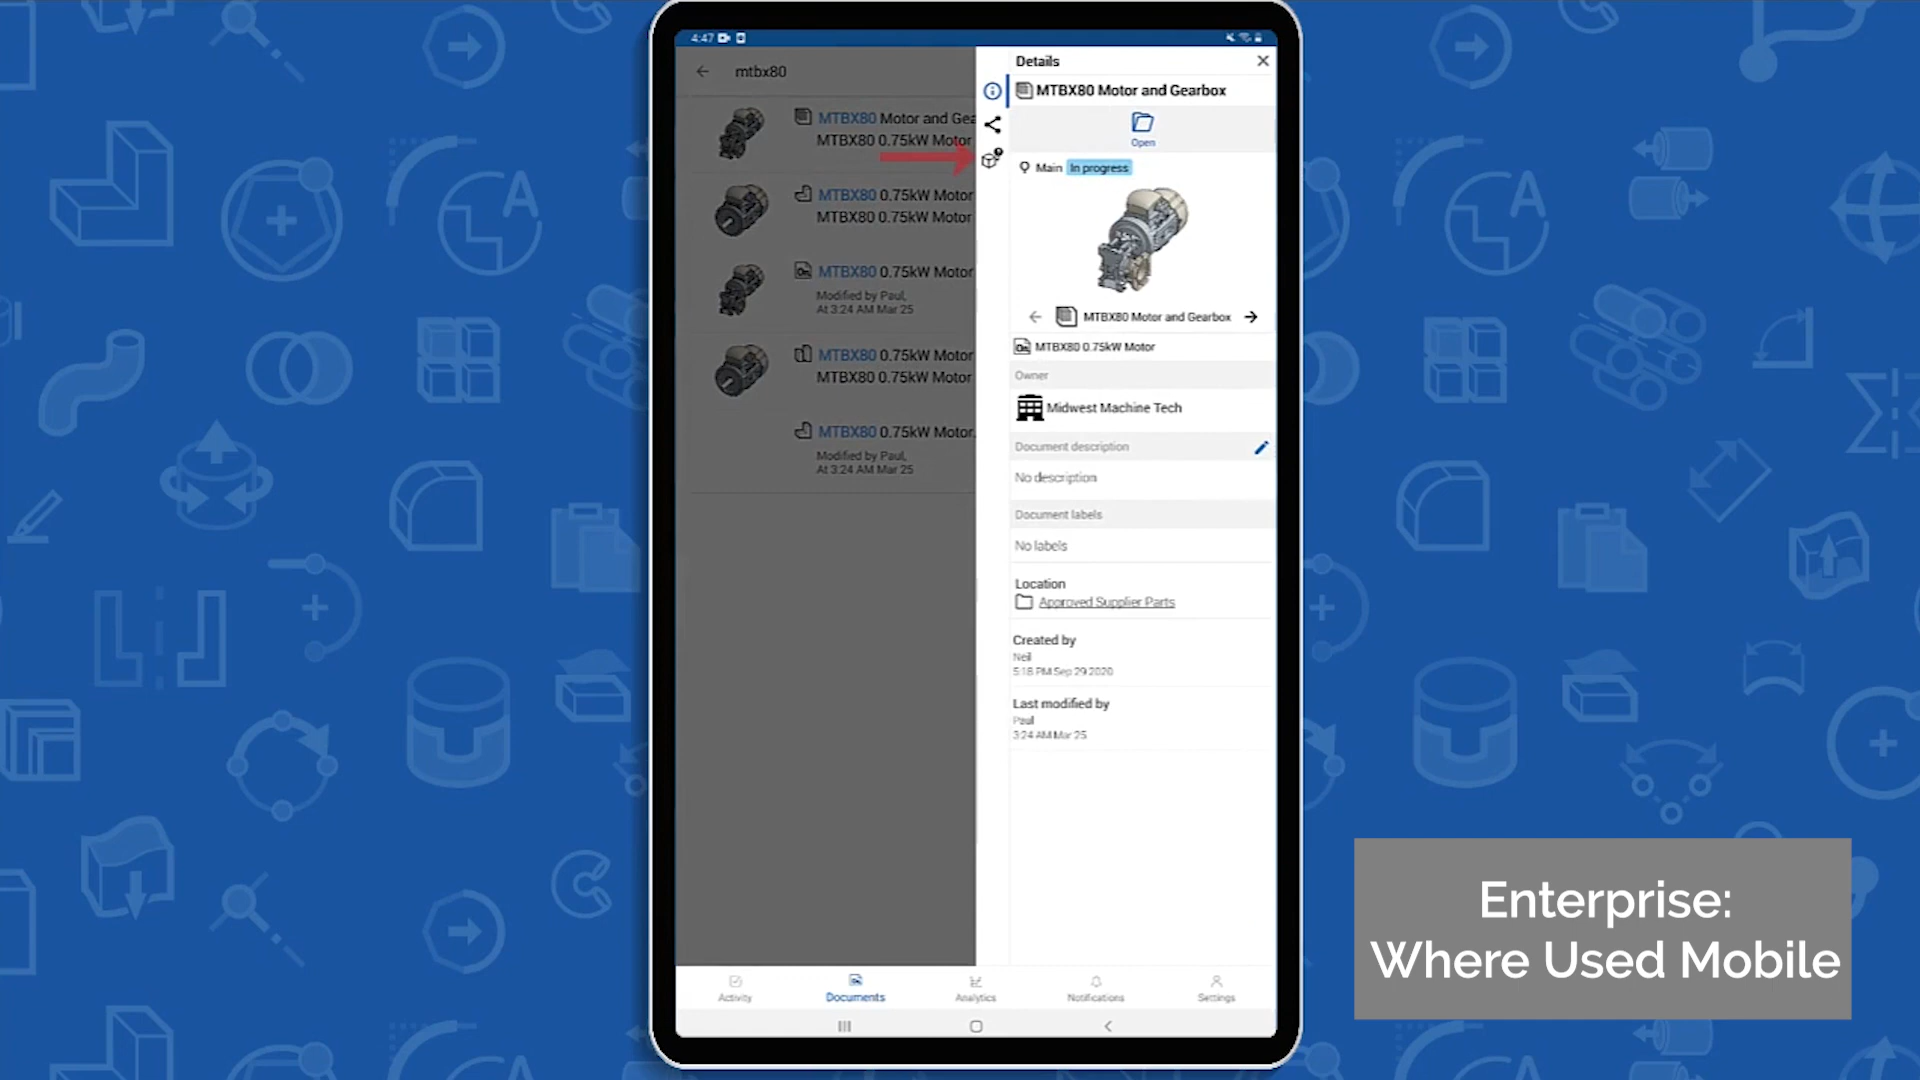 4:47
mtbx80
MTBX80 Motor and Gea
MTBX80 0.75kW Motor
MTBX80 0.75kW Motor
MTBX80 0.75kW Motor
MTBX80 0.75kW Motor
Modified by Paul,
At 3:24 AM Mar 25
MTBX80 0.75kW Motor
MTBX80 0.75kW Motor
MTBX80 0.75kW Motor.
Modified by Paul,
At 3:24 AM Mar 25
Details
MTBX80 Motor and Gearbox
Open
Main In progress
MTBX80 Motor and Gearbox
MTBX80 0.75kW Motor
Owner
Midwest Machine Tech
Document description
No description
Document labels
No labels
Location
Approved Supplier Parts
Created by
Neil
5:18 PM Sep 29 2020
Last modified by
Paul
3:24 AM Mar 25
Activity
Documents
Analytics
Notifications
Settings
Enterprise:
Where Used Mobile